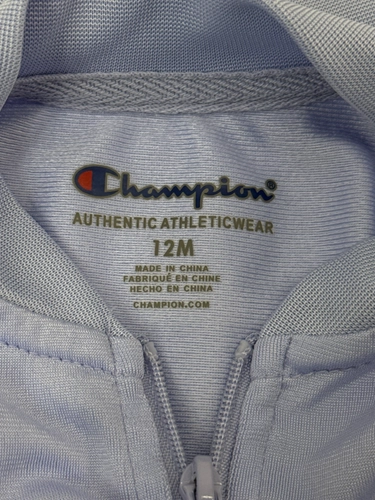 Champion®
AUTHENTIC ATHLETICWEAR
12M
MADE IN CHINA
FABRIQUÉ EN CHINE
HECHO EN CHINA
CHAMPION.COM